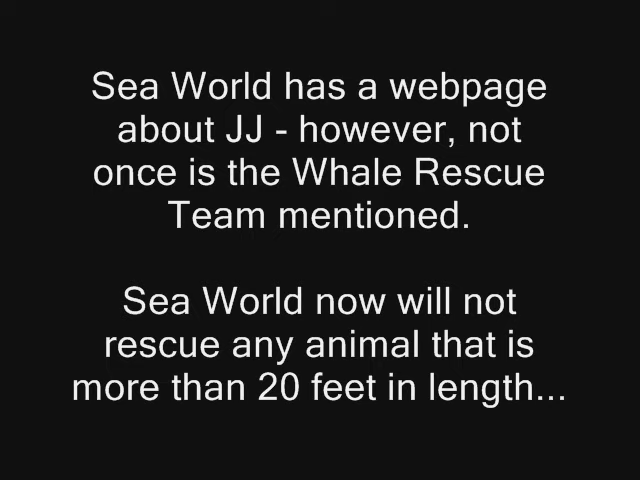 Sea World has a webpage
about JJ - however, not
once is the Whale Rescue
Team mentioned.
Sea World now will not
rescue any animal that is
more than 20 feet in length...